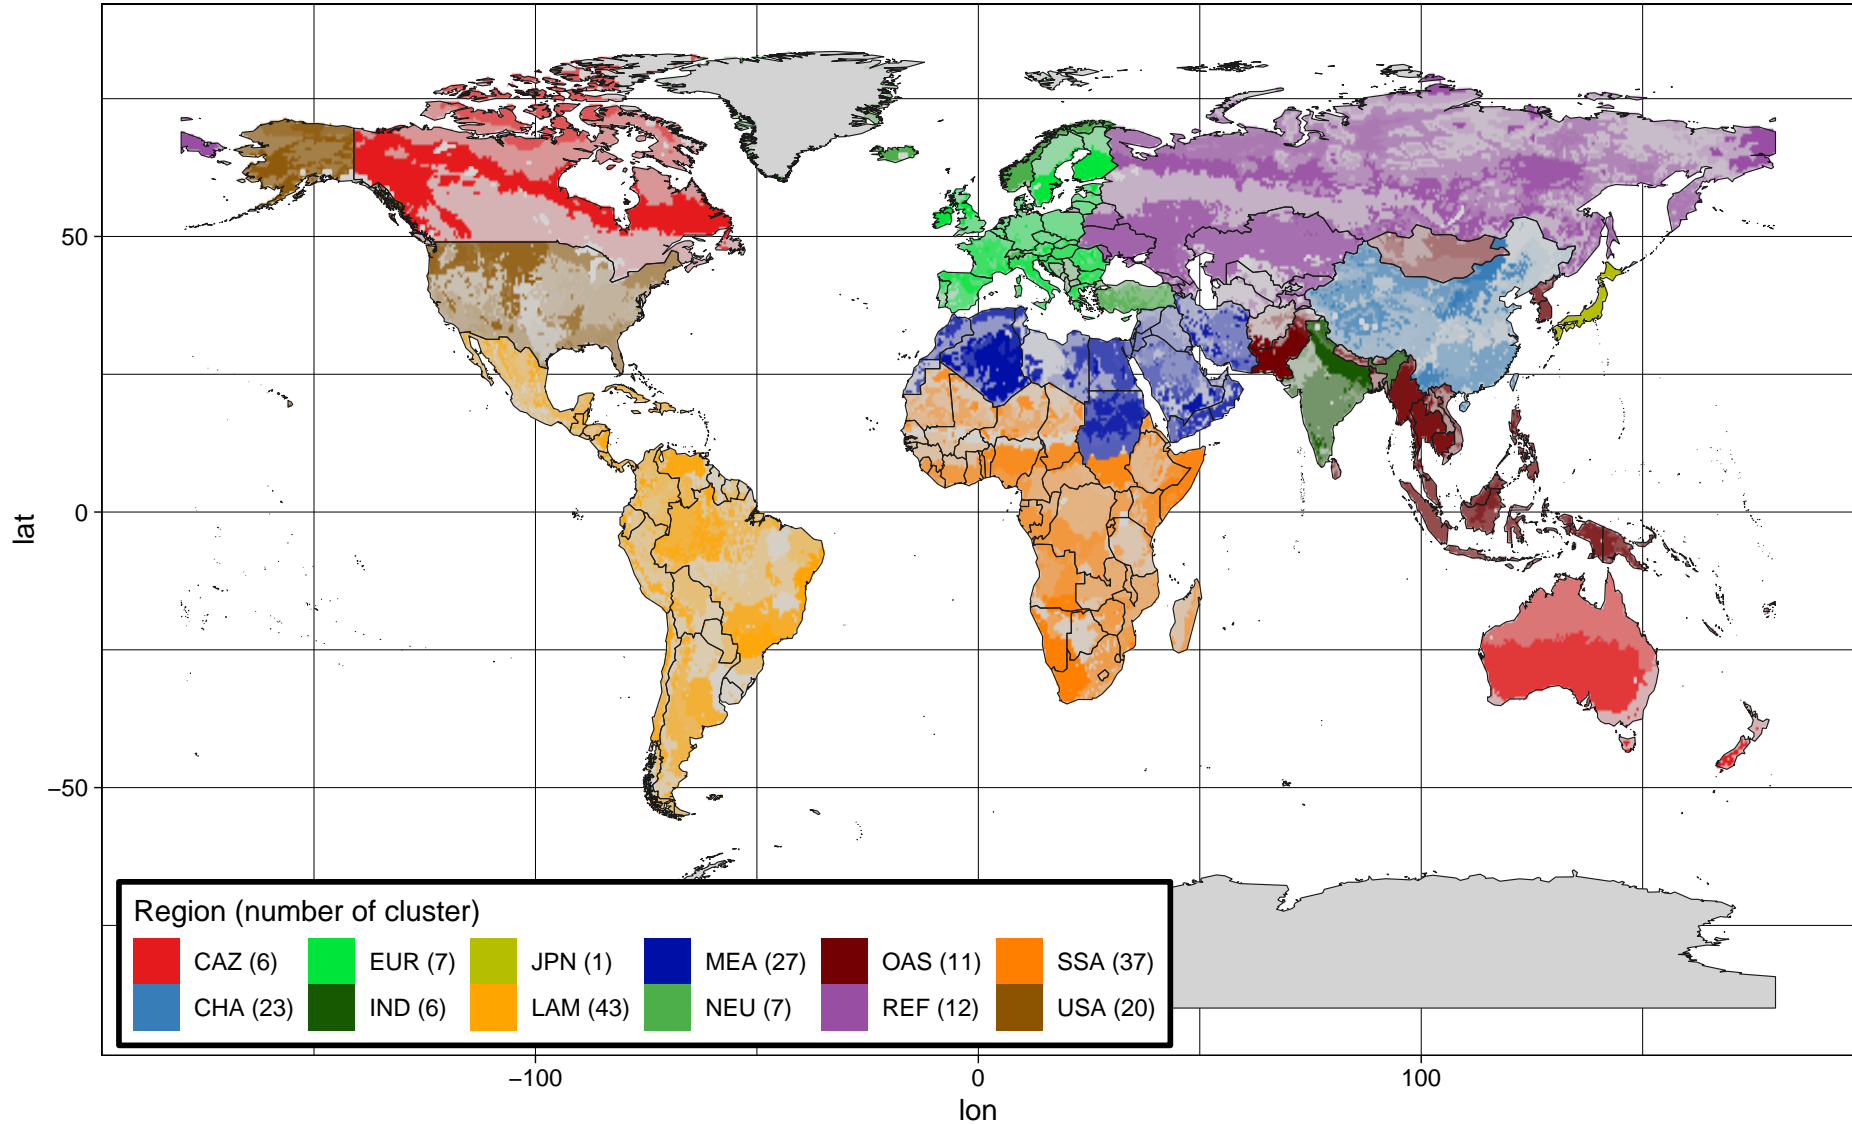 50
0
−50
lat
−100
0
100
lon
Region (number of cluster)
CAZ (6)
EUR (7)
JPN (1)
MEA (27)
OAS (11)
SSA (37)
CHA (23)
IND (6)
LAM (43)
NEU (7)
REF (12)
USA (20)